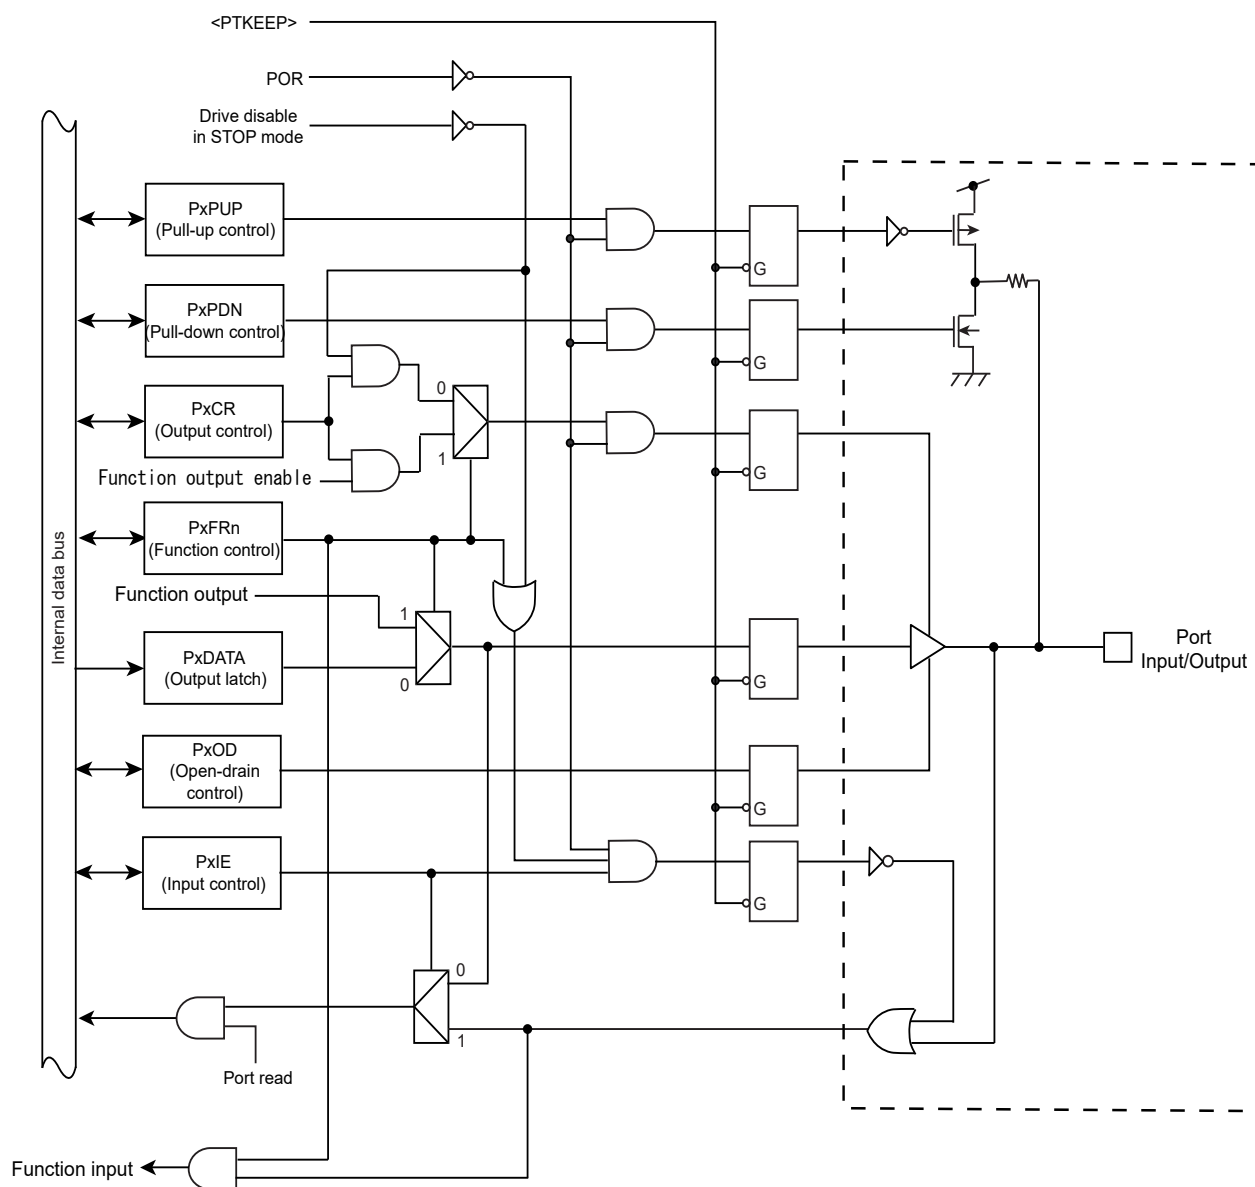 <PTKEEP>
POR
Drive disable
in STOP mode
PxPUP
(Pull-up control)
G
PxPDN
(Pull-down control)
G
PxCR
(Output control)
0
1
G
Function output enable
PxFRn
(Function control)
Internal data bus
Function output
1
0
PxDATA
(Output latch)
G
Port
Input/Output
PxOD
(Open-drain
control)
G
PxIE
(Input control)
G
0
1
Port read
Function input